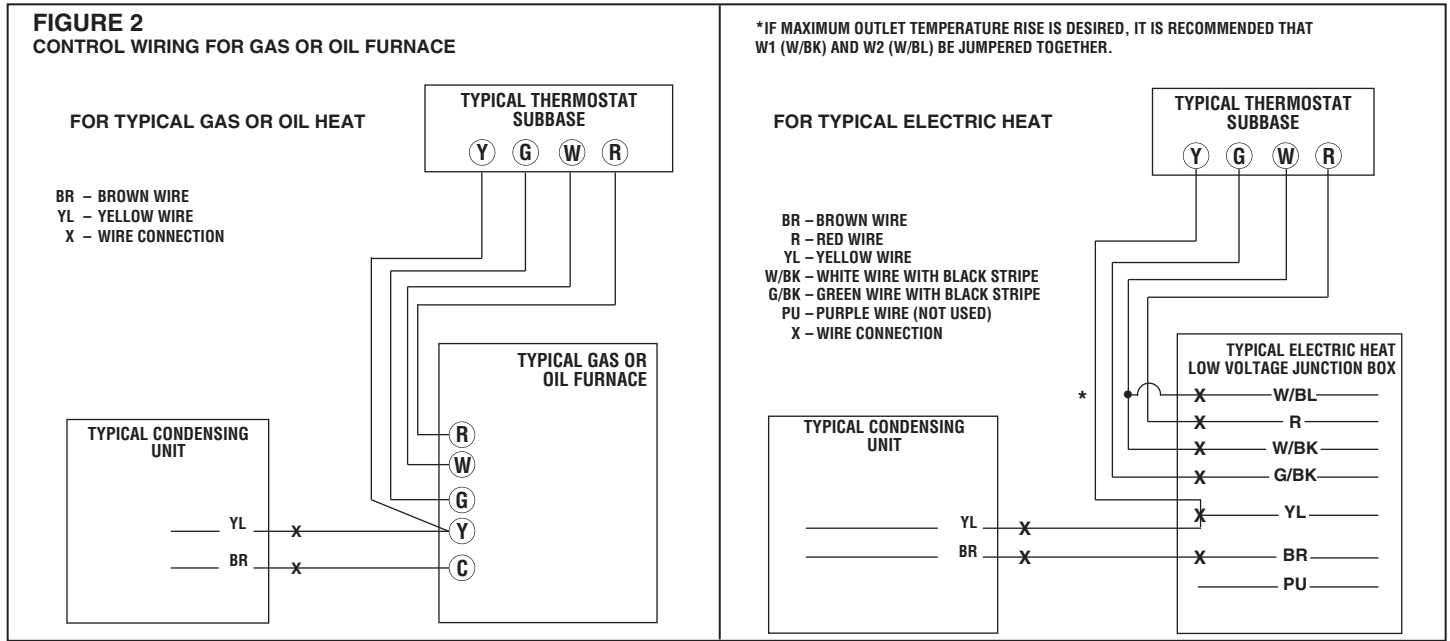 FIGURE 2
CONTROL WIRING FOR GAS OR OIL FURNACE
FOR TYPICAL GAS OR OIL HEAT
TYPICAL THERMOSTAT
SUBBASE
Y G W R
BR – BROWN WIRE
YL – YELLOW WIRE
X – WIRE CONNECTION
TYPICAL GAS OR
OIL FURNACE
R
W
G
Y
C
TYPICAL CONDENSING
UNIT
YL X
BR X
*IF MAXIMUM OUTLET TEMPERATURE RISE IS DESIRED, IT IS RECOMMENDED THAT
W1 (W/BK) AND W2 (W/BL) BE JUMPERED TOGETHER.
FOR TYPICAL ELECTRIC HEAT
TYPICAL THERMOSTAT
SUBBASE
Y G W R
BR – BROWN WIRE
R – RED WIRE
YL – YELLOW WIRE
W/BK – WHITE WIRE WITH BLACK STRIPE
G/BK – GREEN WIRE WITH BLACK STRIPE
PU – PURPLE WIRE (NOT USED)
X – WIRE CONNECTION
TYPICAL ELECTRIC HEAT
LOW VOLTAGE JUNCTION BOX
* X W/BL
X R
X W/BK
X G/BK
X YL
X BR
PU
TYPICAL CONDENSING
UNIT
YL X
BR X